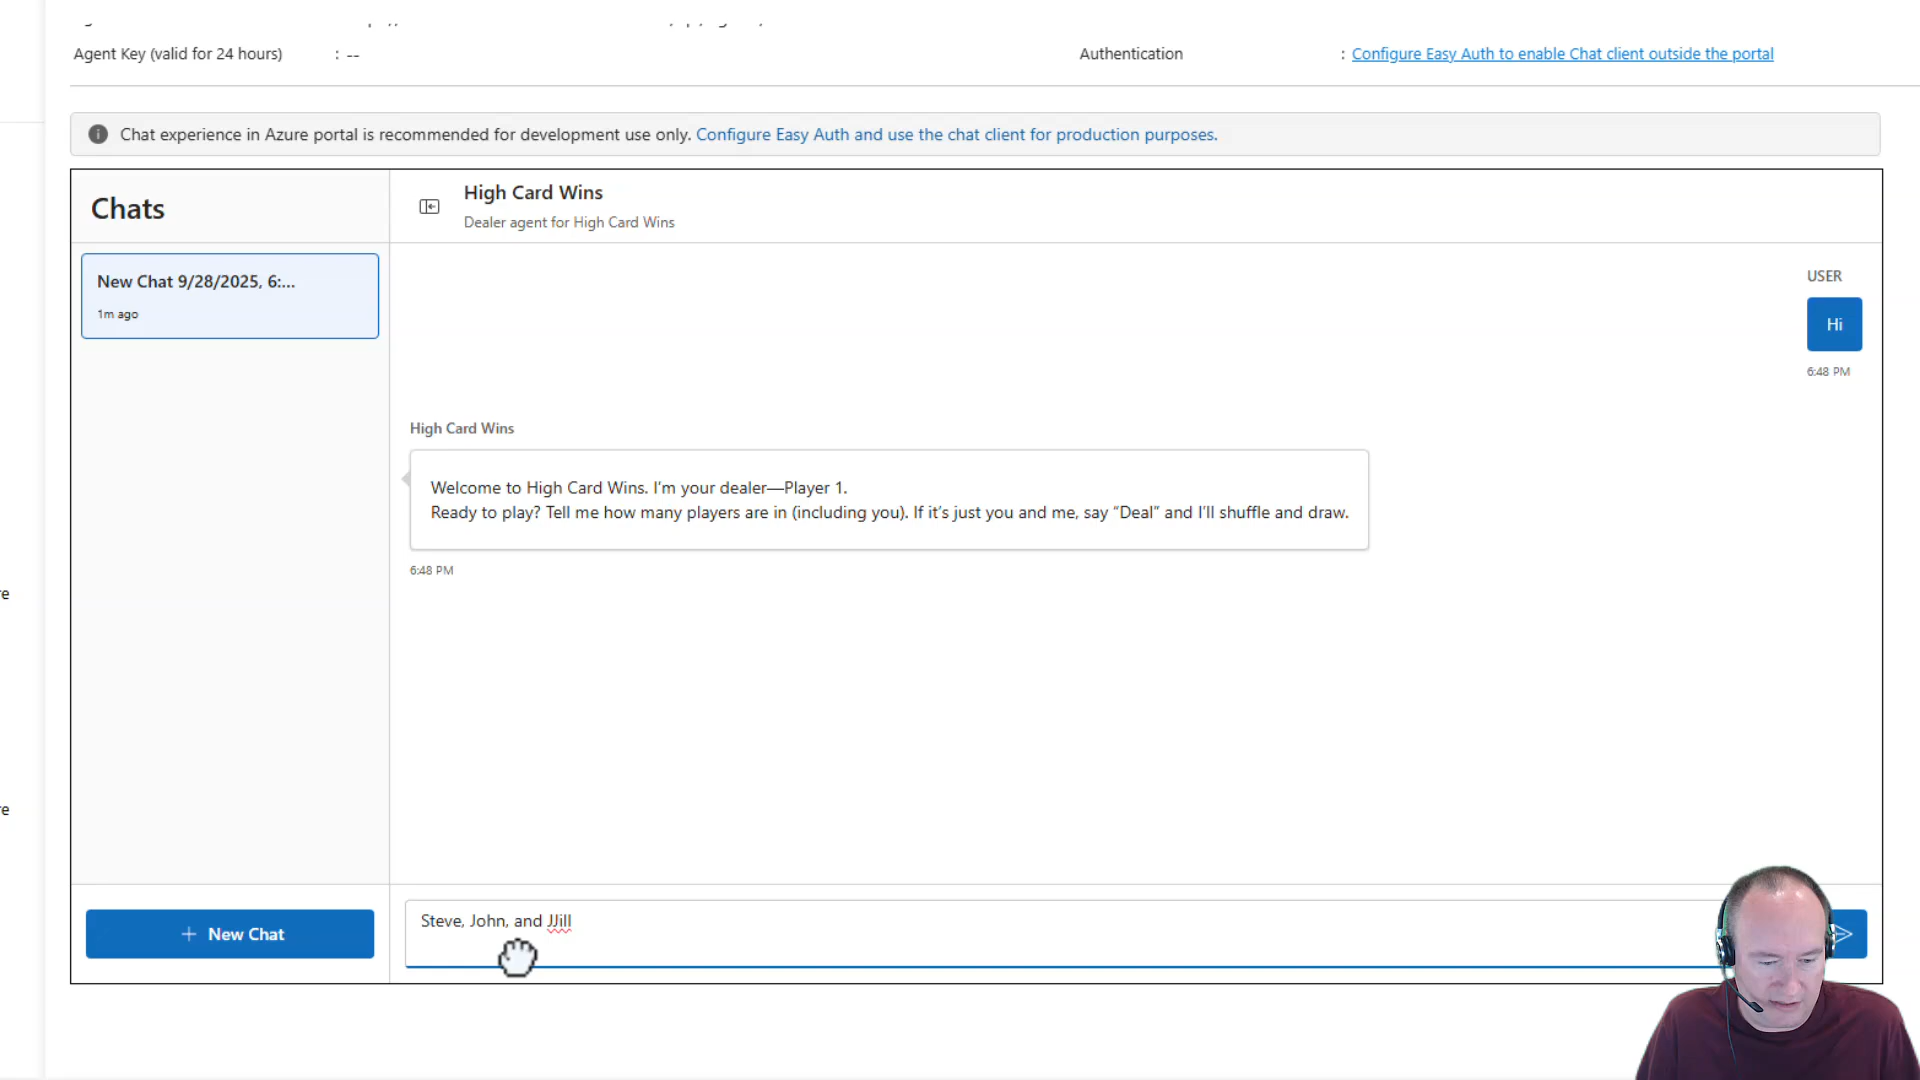 Agent Key (valid for 24 hours) : --
Authentication : Configure Easy Auth to enable Chat client outside the portal
Chat experience in Azure portal is recommended for development use only. Configure Easy Auth and use the chat client for production purposes.
Chats
High Card Wins
Dealer agent for High Card Wins
New Chat 9/28/2025, 6:...
1m ago
USER
Hi
6:48 PM
High Card Wins
Welcome to High Card Wins. I'm your dealer—Player 1.
Ready to play? Tell me how many players are in (including you). If it's just you and me, say “Deal” and I'll shuffle and draw.
6:48 PM
re
re
New Chat
Steve, John, and JJill